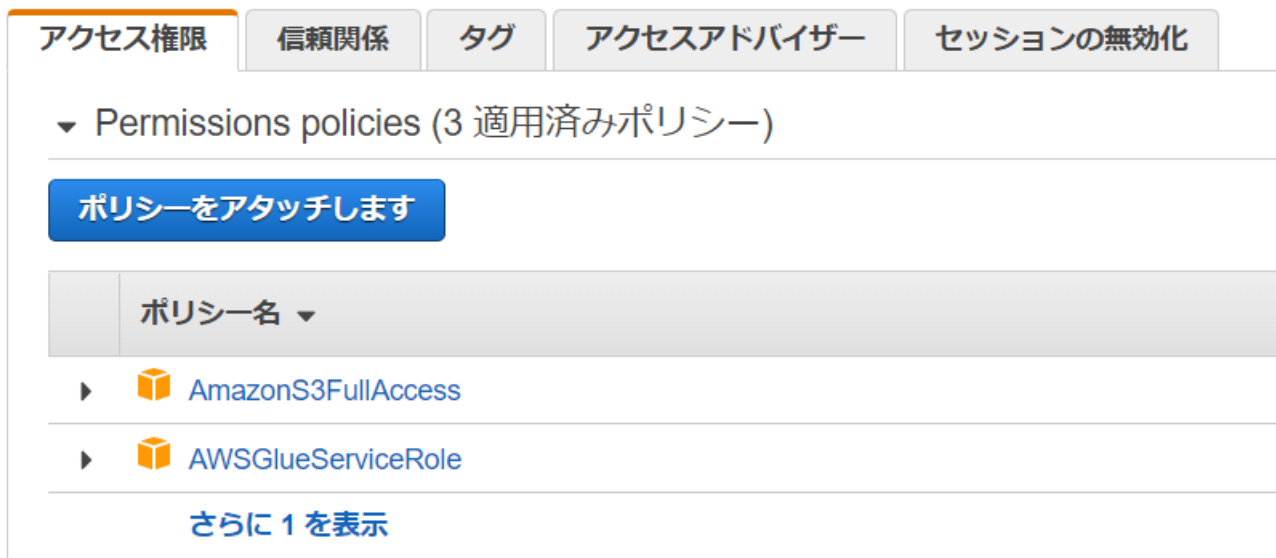 アクセス権限 信頼関係 タグ アクセスアドバイザー セッションの無効化
Permissions policies (3 適用済みポリシー)
ポリシーをアタッチします
ポリシー名
AmazonS3FullAccess
AWSGlueServiceRole
さらに 1 を表示